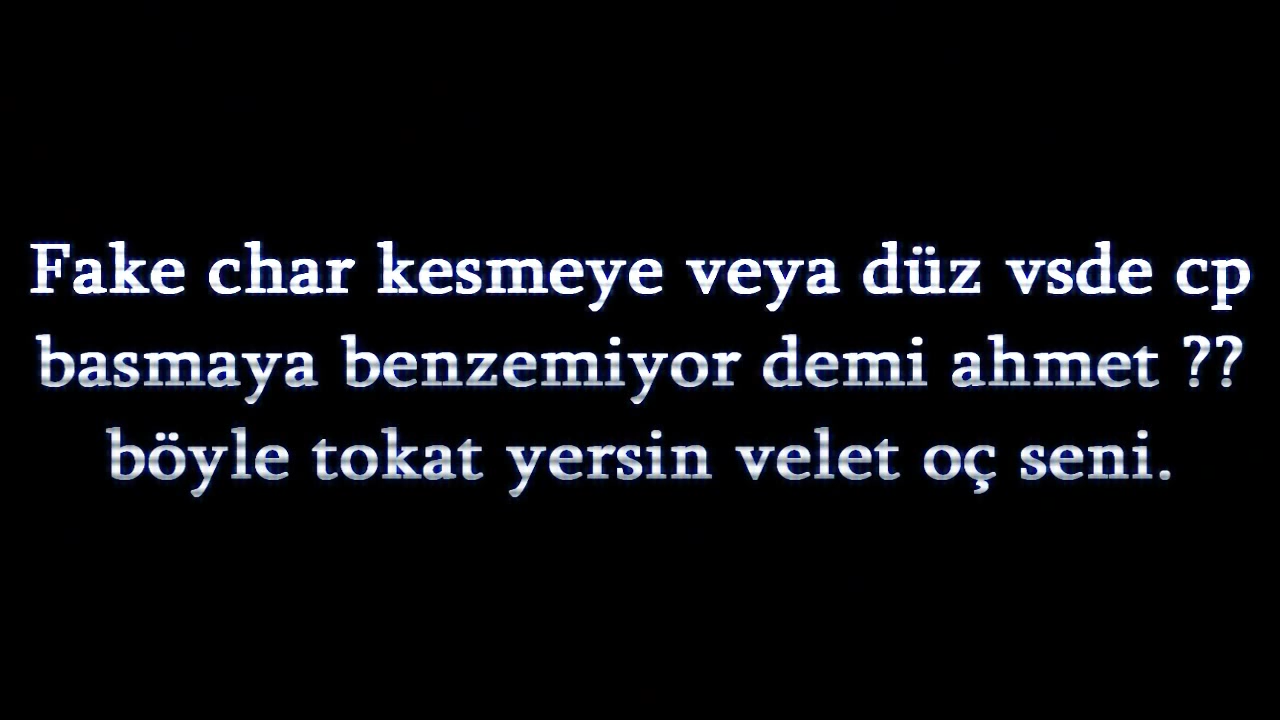 Fake char kesmeye veya düz vsde cp
basmaya benzemiyor demi ahmet ??
böyle tokat yersin velet oç seni.